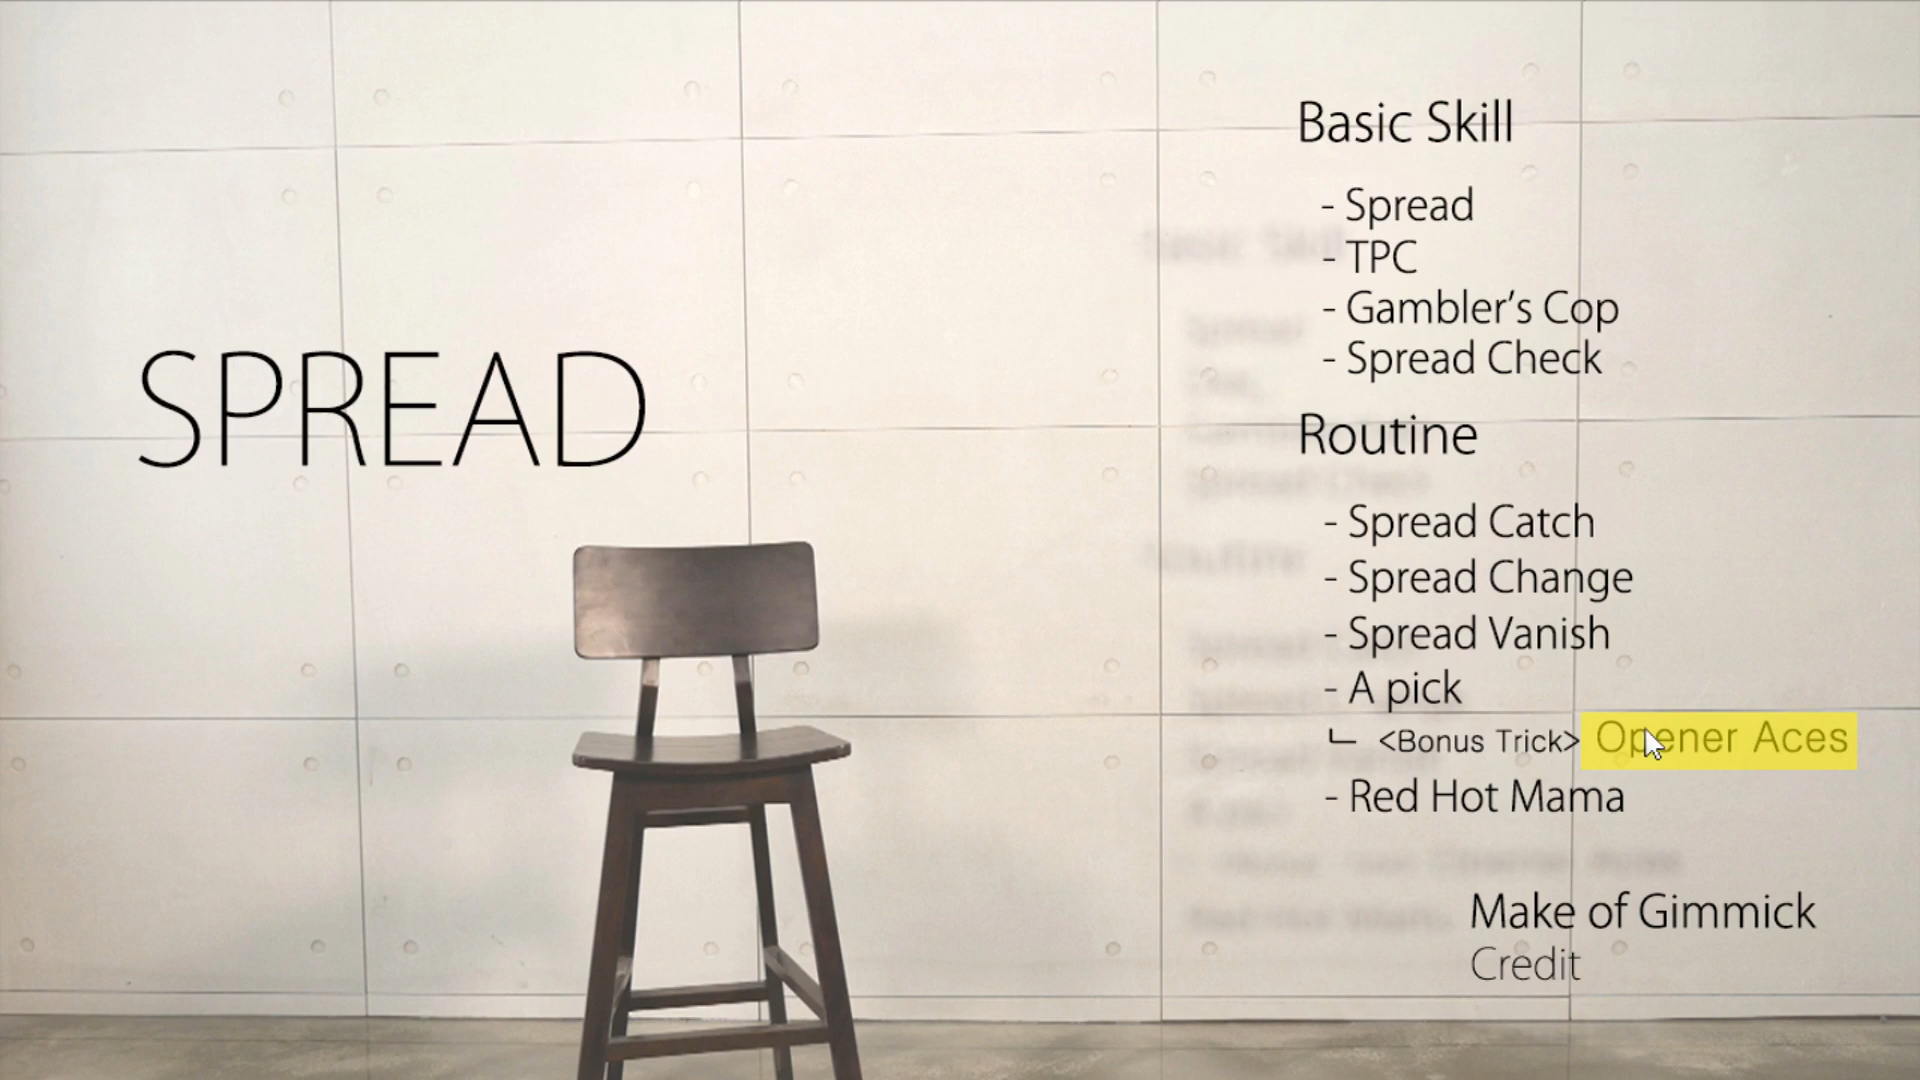 SPREAD
Basic Skill
- Spread
- TPC
- Gambler's Cop
- Spread Check
Routine
- Spread Catch
- Spread Change
- Spread Vanish
- A pick
<Bonus Trick> Opener Aces
- Red Hot Mama
Make of Gimmick
Credit